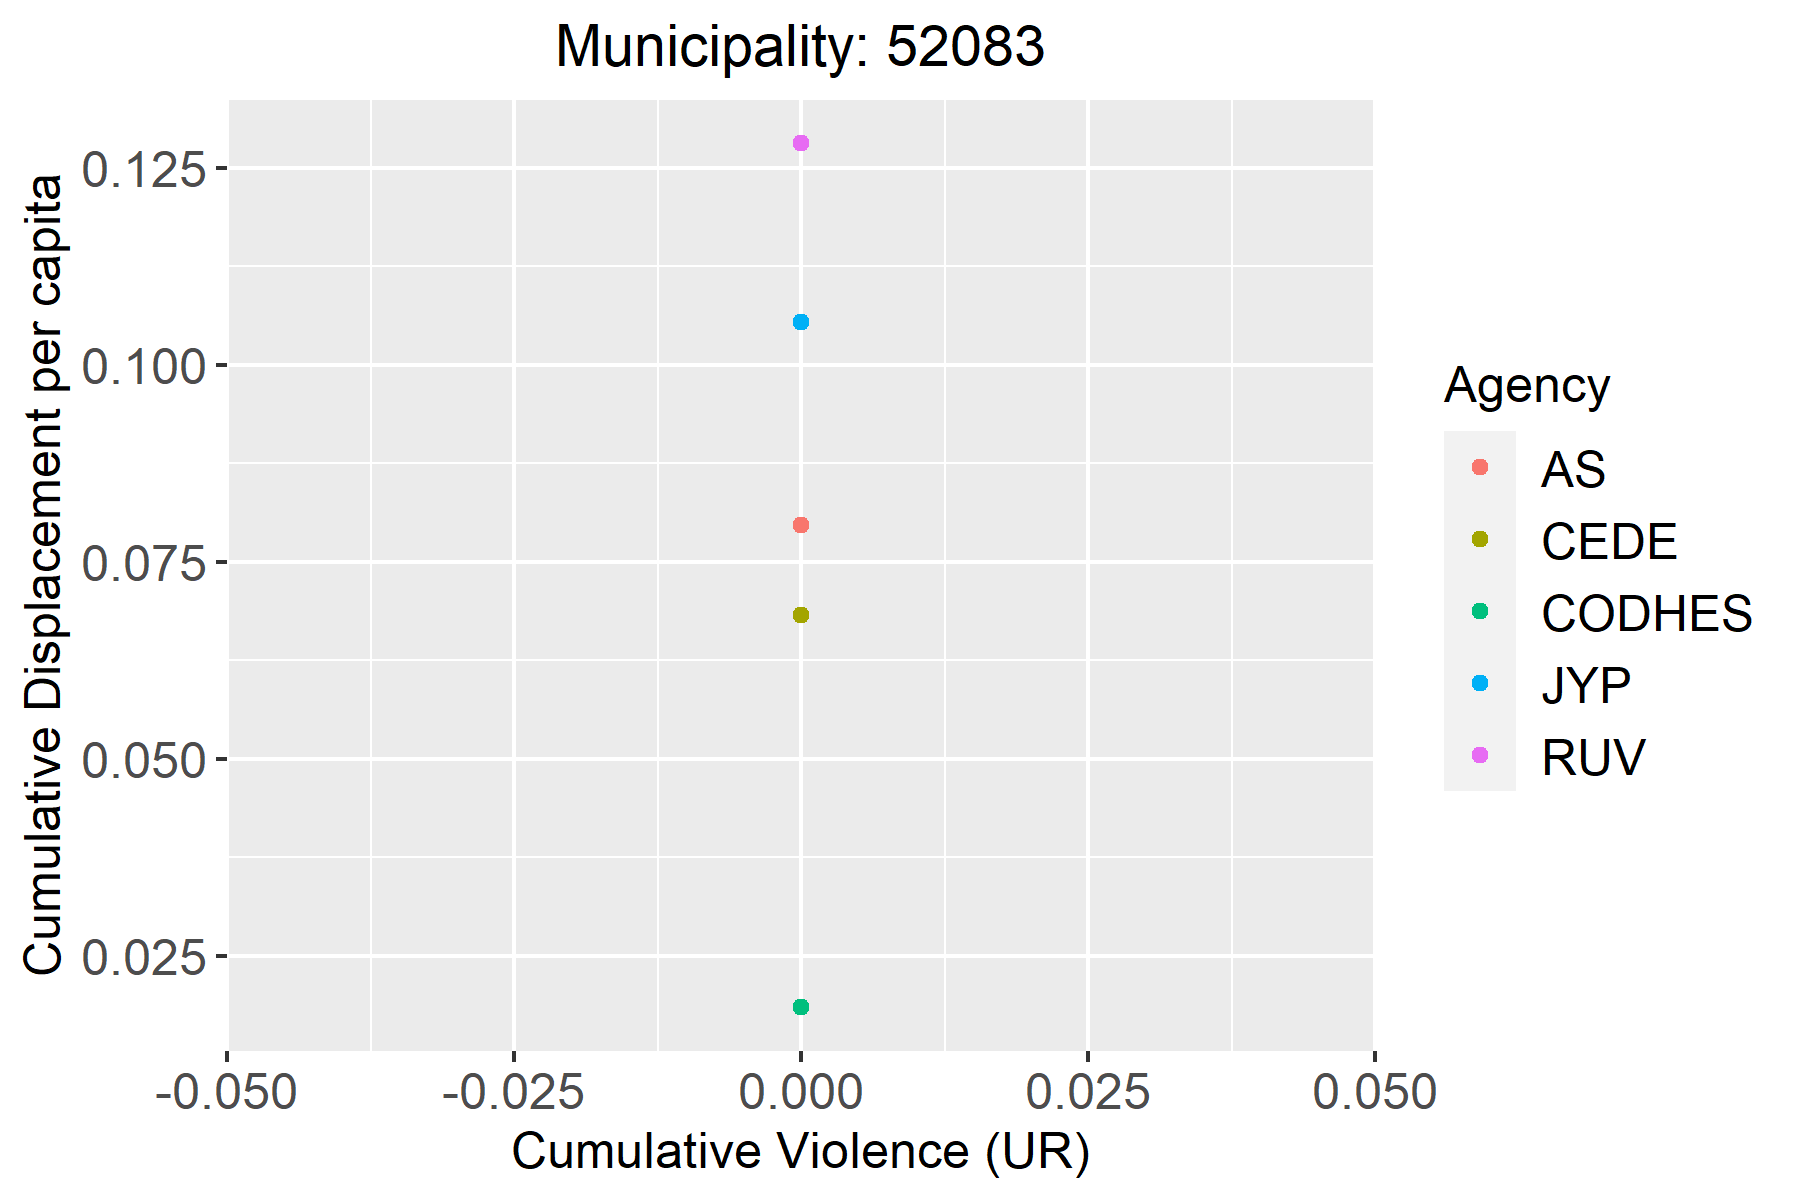 Municipality: 52083
Cumulative Displacement per capita
0.125
0.100
0.075
0.050
0.025
-0.050
-0.025
0.000
0.025
0.050
Cumulative Violence (UR)
Agency
AS
CEDE
CODHES
JYP
RUV